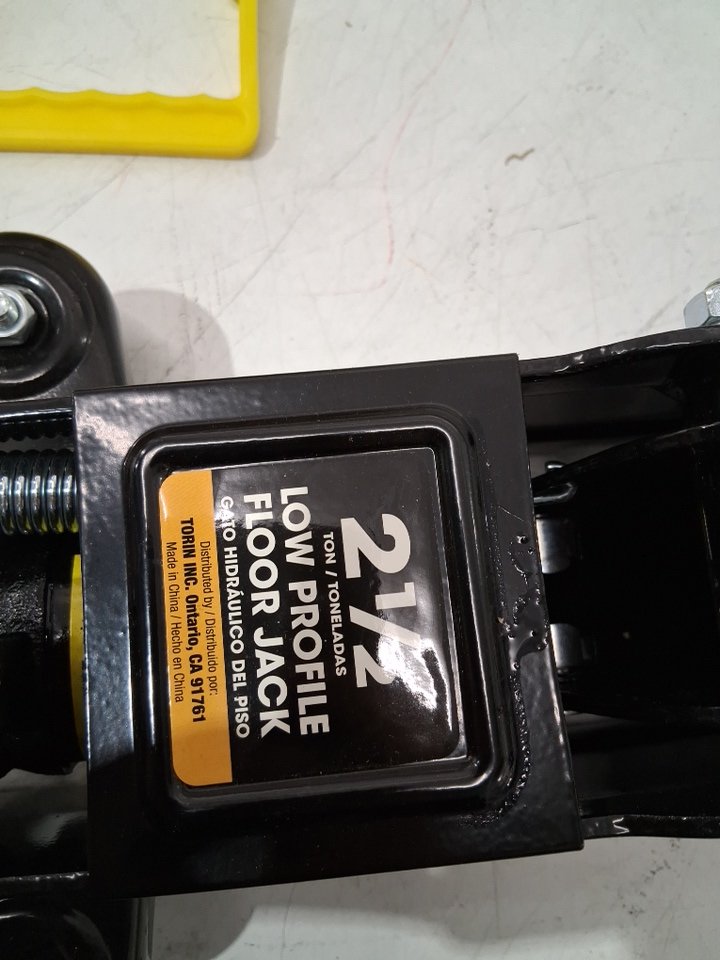 2 1/2
TON / TONELADAS
LOW PROFILE
FLOOR JACK
GATO HIDRÁULICO DEL PISO
Distributed by / Distribuido por:
TORIN INC. Ontario, CA 91761
Made in China / Hecho en China